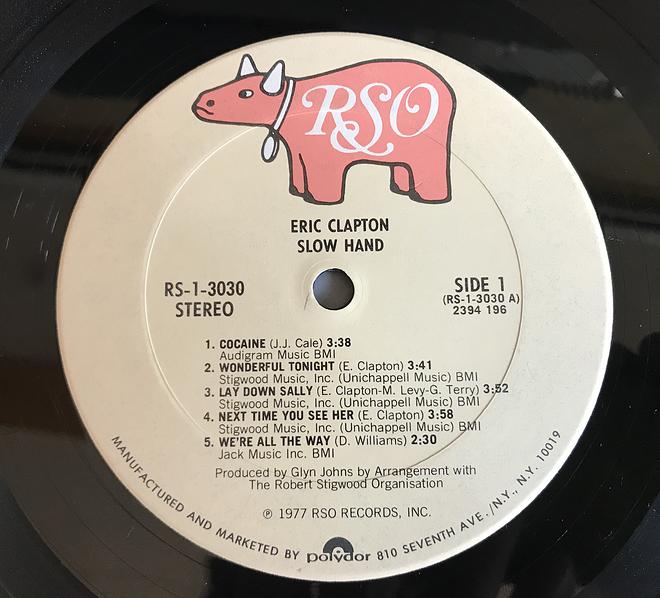 RSO
ERIC CLAPTON
SLOW HAND
RS-1-3030
STEREO
SIDE 1
(RS-1-3030 A)
2394 196
1. COCAINE (J.J. Cale) 3:38
Audigram Music BMI
2. WONDERFUL TONIGHT (E. Clapton) 3:41
Stigwood Music, Inc. (Unichappell Music) BMI
3. LAY DOWN SALLY (E. Clapton-M. Levy-G. Terry) 3:52
Stigwood Music, Inc. (Unichappell Music) BMI
4. NEXT TIME YOU SEE HER (E. Clapton) 3:58
Stigwood Music, Inc. (Unichappell Music) BMI
5. WE'RE ALL THE WAY (D. Williams) 2:30
Jack Music Inc. BMI
Produced by Glyn Johns by Arrangement with
The Robert Stigwood Organisation
℗ 1977 RSO RECORDS, INC.
MANUFACTURED AND MARKETED BY polydor 810 SEVENTH AVE./N.Y., N.Y. 10019